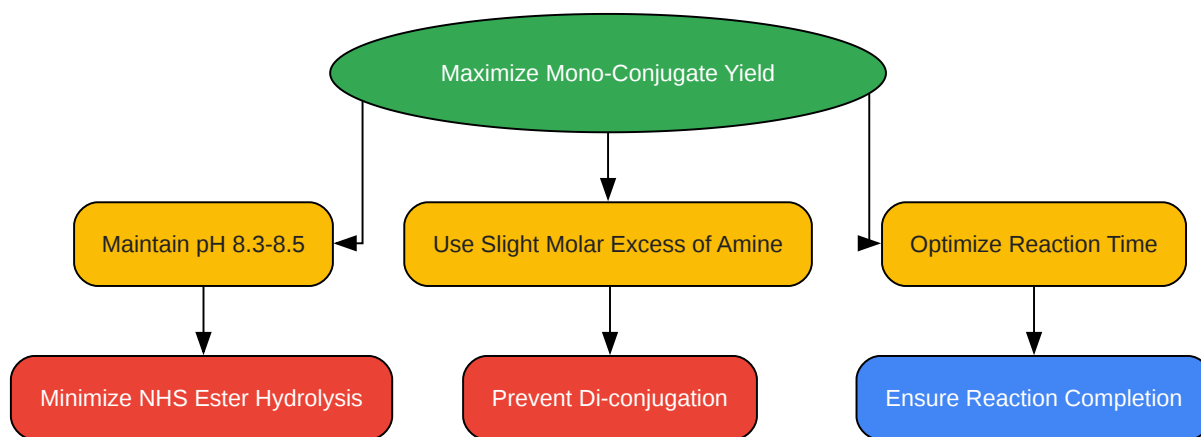 Maximize Mono-Conjugate Yield
Maintain pH 8.3-8.5
Use Slight Molar Excess of Amine
Optimize Reaction Time
Minimize NHS Ester Hydrolysis
Prevent Di-conjugation
Ensure Reaction Completion